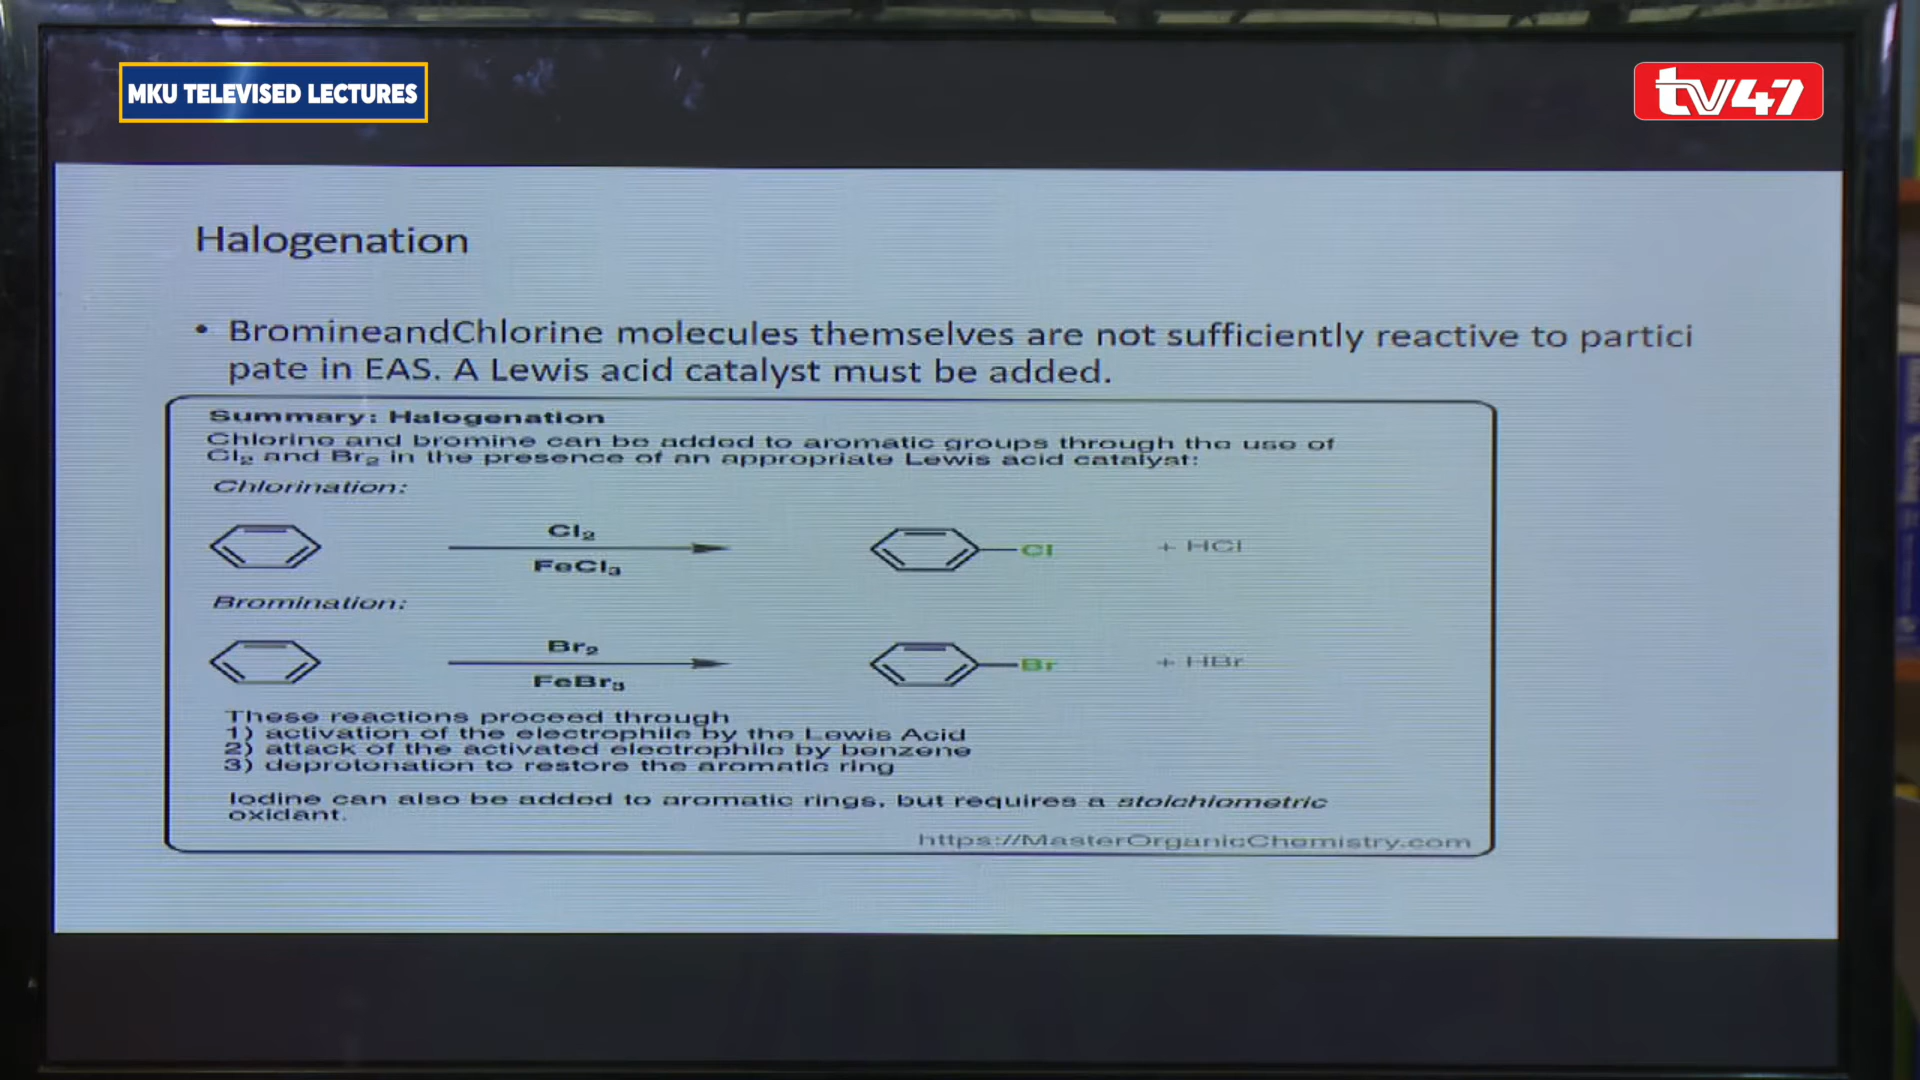 MKU TELEVISED LECTURES
tv47
Halogenation
• BromineandChlorine molecules themselves are not sufficiently reactive to partici
pate in EAS. A Lewis acid catalyst must be added.
Summary: Halogenation
Chlorine and bromine can be added to aromatic groups through the use of
Cl₂ and Br₂ in the presence of an appropriate Lewis acid catalyst:
Chlorination:
Cl₂
FeCl₃
Cl
+ HCl
Bromination:
Br₂
FeBr₃
Br
+ HBr
These reactions proceed through
1) activation of the electrophile by the Lewis Acid
2) attack of the activated electrophile by benzene
3) deprotonation to restore the aromatic ring
Iodine can also be added to aromatic rings, but requires a stoichiometric
oxidant.
https://MasterOrganicChemistry.com